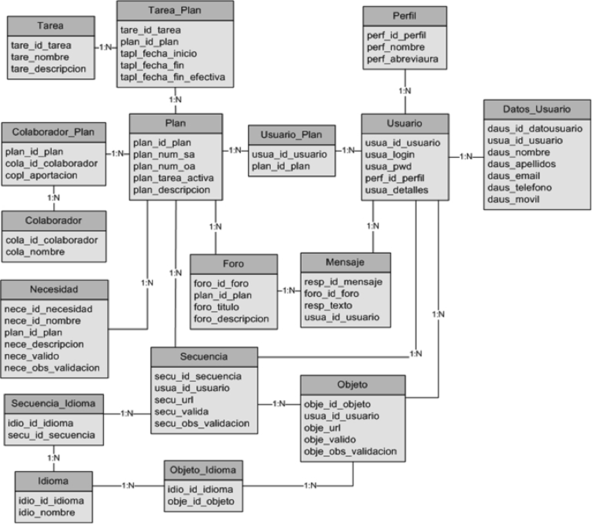 Tarea
tare_id_tarea
tare_nombre
tare_descripcion
1:N
Tarea_Plan
tare_id_tarea
plan_id_plan
tapl_fecha_inicio
tapl_fecha_fin
tapl_fecha_fin_efectiva
1:N
Perfil
perf_id_perfil
perf_nombre
perf_abreviaura
1:N
Colaborador_Plan
plan_id_plan
cola_id_colaborador
copl_aportacion
1:N
1:N
Plan
plan_id_plan
plan_num_sa
plan_num_oa
plan_tarea_activa
plan_descripcion
1:N
Usuario_Plan
usua_id_usuario
plan_id_plan
1:N
Usuario
usua_id_usuario
usua_login
usua_pwd
perf_id_perfil
usua_detalles
1:N
Datos_Usuario
daus_id_datousuario
usua_id_usuario
daus_nombre
daus_apellidos
daus_email
daus_telefono
daus_movil
Colaborador
cola_id_colaborador
cola_nombre
1:N
1:N
1:N
1:N
Foro
foro_id_foro
plan_id_plan
foro_titulo
foro_descripcion
1:N
Mensaje
resp_id_mensaje
foro_id_foro
resp_texto
usua_id_usuario
Necesidad
nece_id_necesidad
nece_id_nombre
plan_id_plan
nece_descripcion
nece_valido
nece_obs_validacion
1:N
1:N
Secuencia
secu_id_secuencia
usua_id_usuario
secu_url
secu_valida
secu_obs_validacion
1:N
Objeto
obje_id_objeto
usua_id_usuario
obje_url
obje_valido
obje_obs_validacion
Secuencia_Idioma
idio_id_idioma
secu_id_secuencia
1:N
1:N
Idioma
idio_id_idioma
idio_nombre
1:N
Objeto_Idioma
idio_id_idioma
obje_id_objeto
1:N